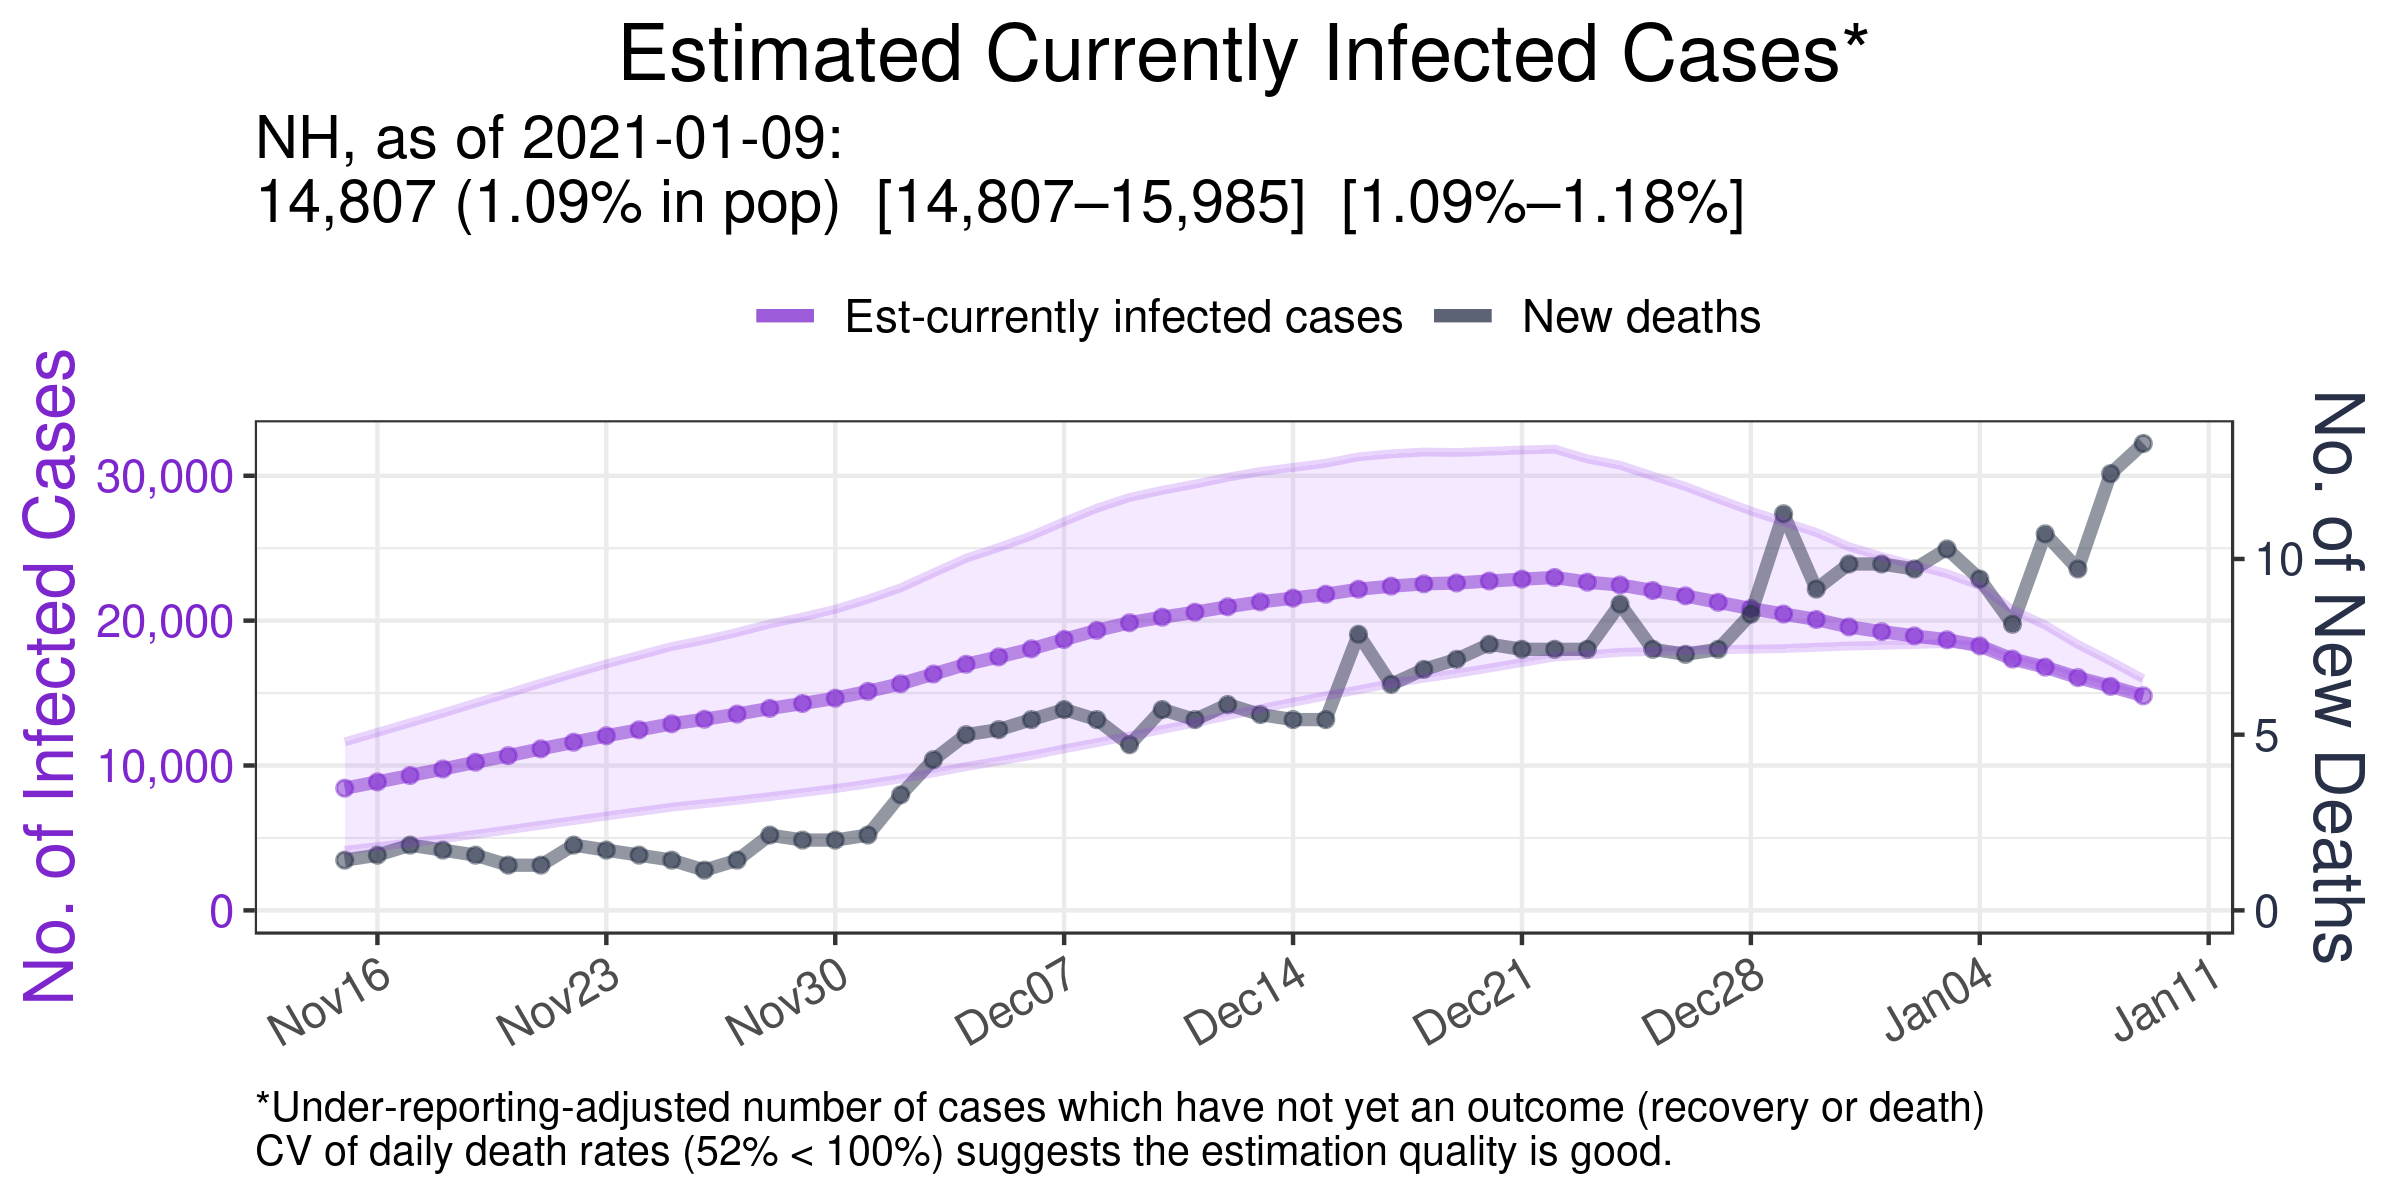 Estimated Currently Infected Cases*
NH, as of 2021-01-09:
14,807 (1.09% in pop)  [14,807–15,985]  [1.09%–1.18%]
Est-currently infected cases
New deaths
No. of Infected Cases
30,000
20,000
10,000
0
10
5
0
No. of New Deaths
Nov16
Nov23
Nov30
Dec07
Dec14
Dec21
Dec28
Jan04
Jan11
*Under-reporting-adjusted number of cases which have not yet an outcome (recovery or death)
CV of daily death rates (52% < 100%) suggests the estimation quality is good.